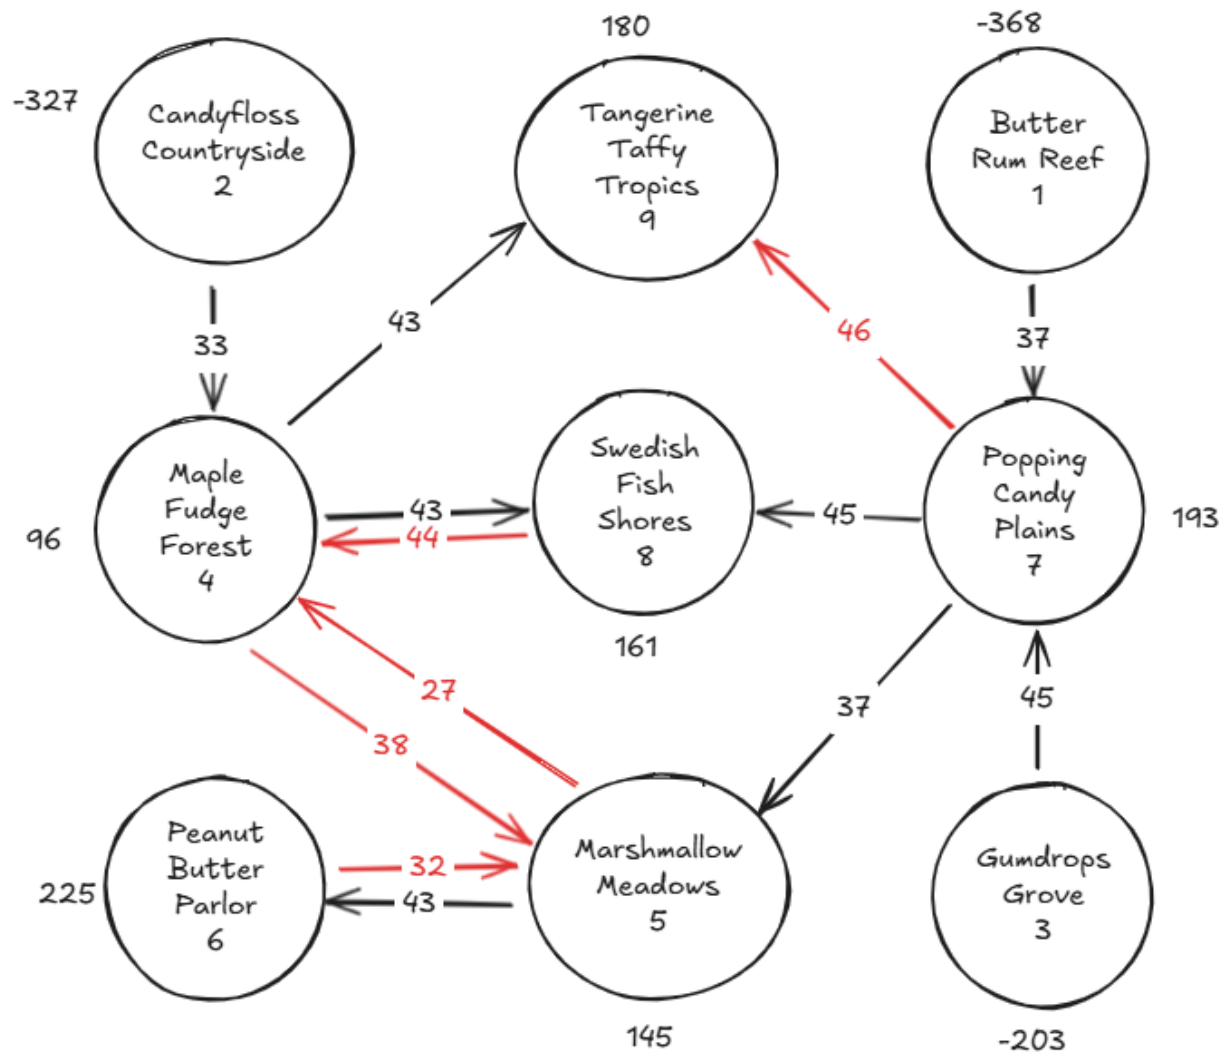 180
-368
-327
Candyfloss
Countryside
2
Tangerine
Taffy
Tropics
9
Butter
Rum Reef
1
33
43
46
37
Maple
Fudge
Forest
4
96
43
44
Swedish
Fish
Shores
8
161
45
Popping
Candy
Plains
7
193
27
38
37
45
Peanut
Butter
Parlor
6
225
32
43
Marshmallow
Meadows
5
145
Gumdrops
Grove
3
-203